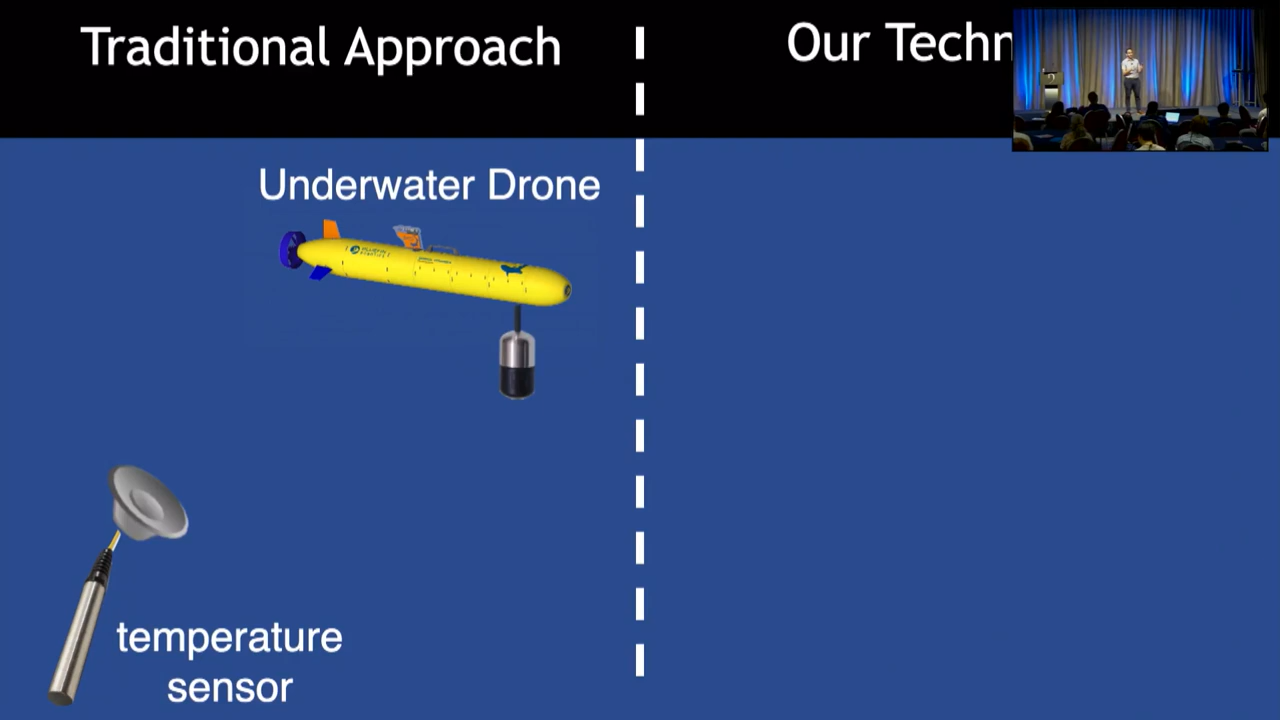 Traditional Approach
Our Techn
Underwater Drone
temperature
sensor